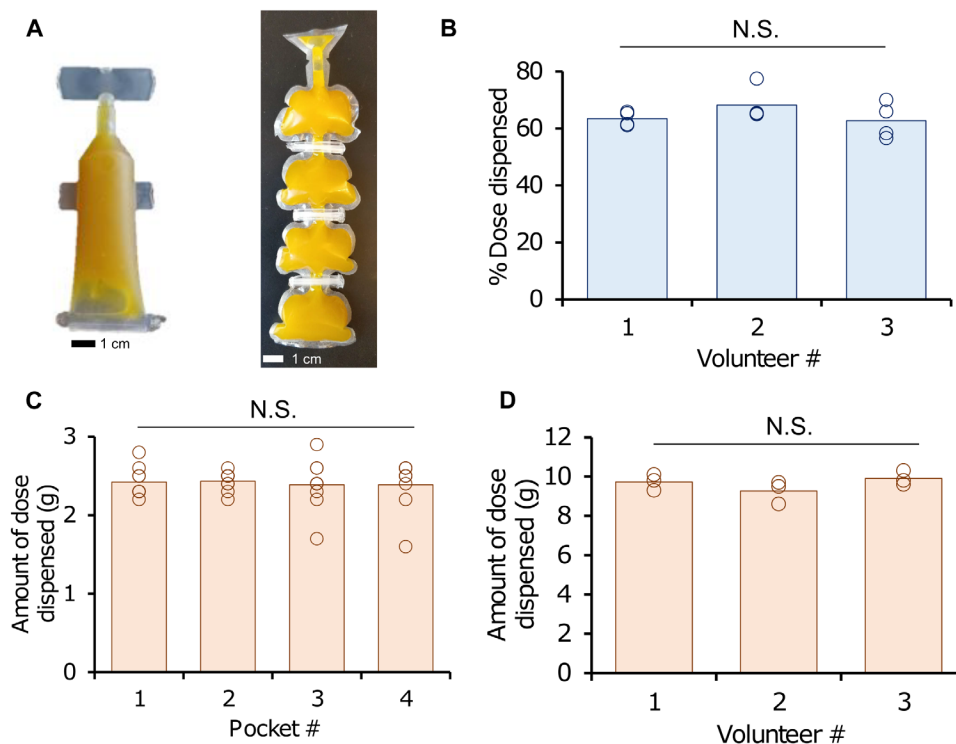 A
1 cm
1 cm
B
N.S.
% Dose dispensed
80
60
40
20
0
1 2 3
Volunteer #
C
N.S.
Amount of dose
dispensed (g)
3
2
1
0
1 2 3 4
Pocket #
D
N.S.
Amount of dose
dispensed (g)
12
10
8
6
4
2
0
1 2 3
Volunteer #